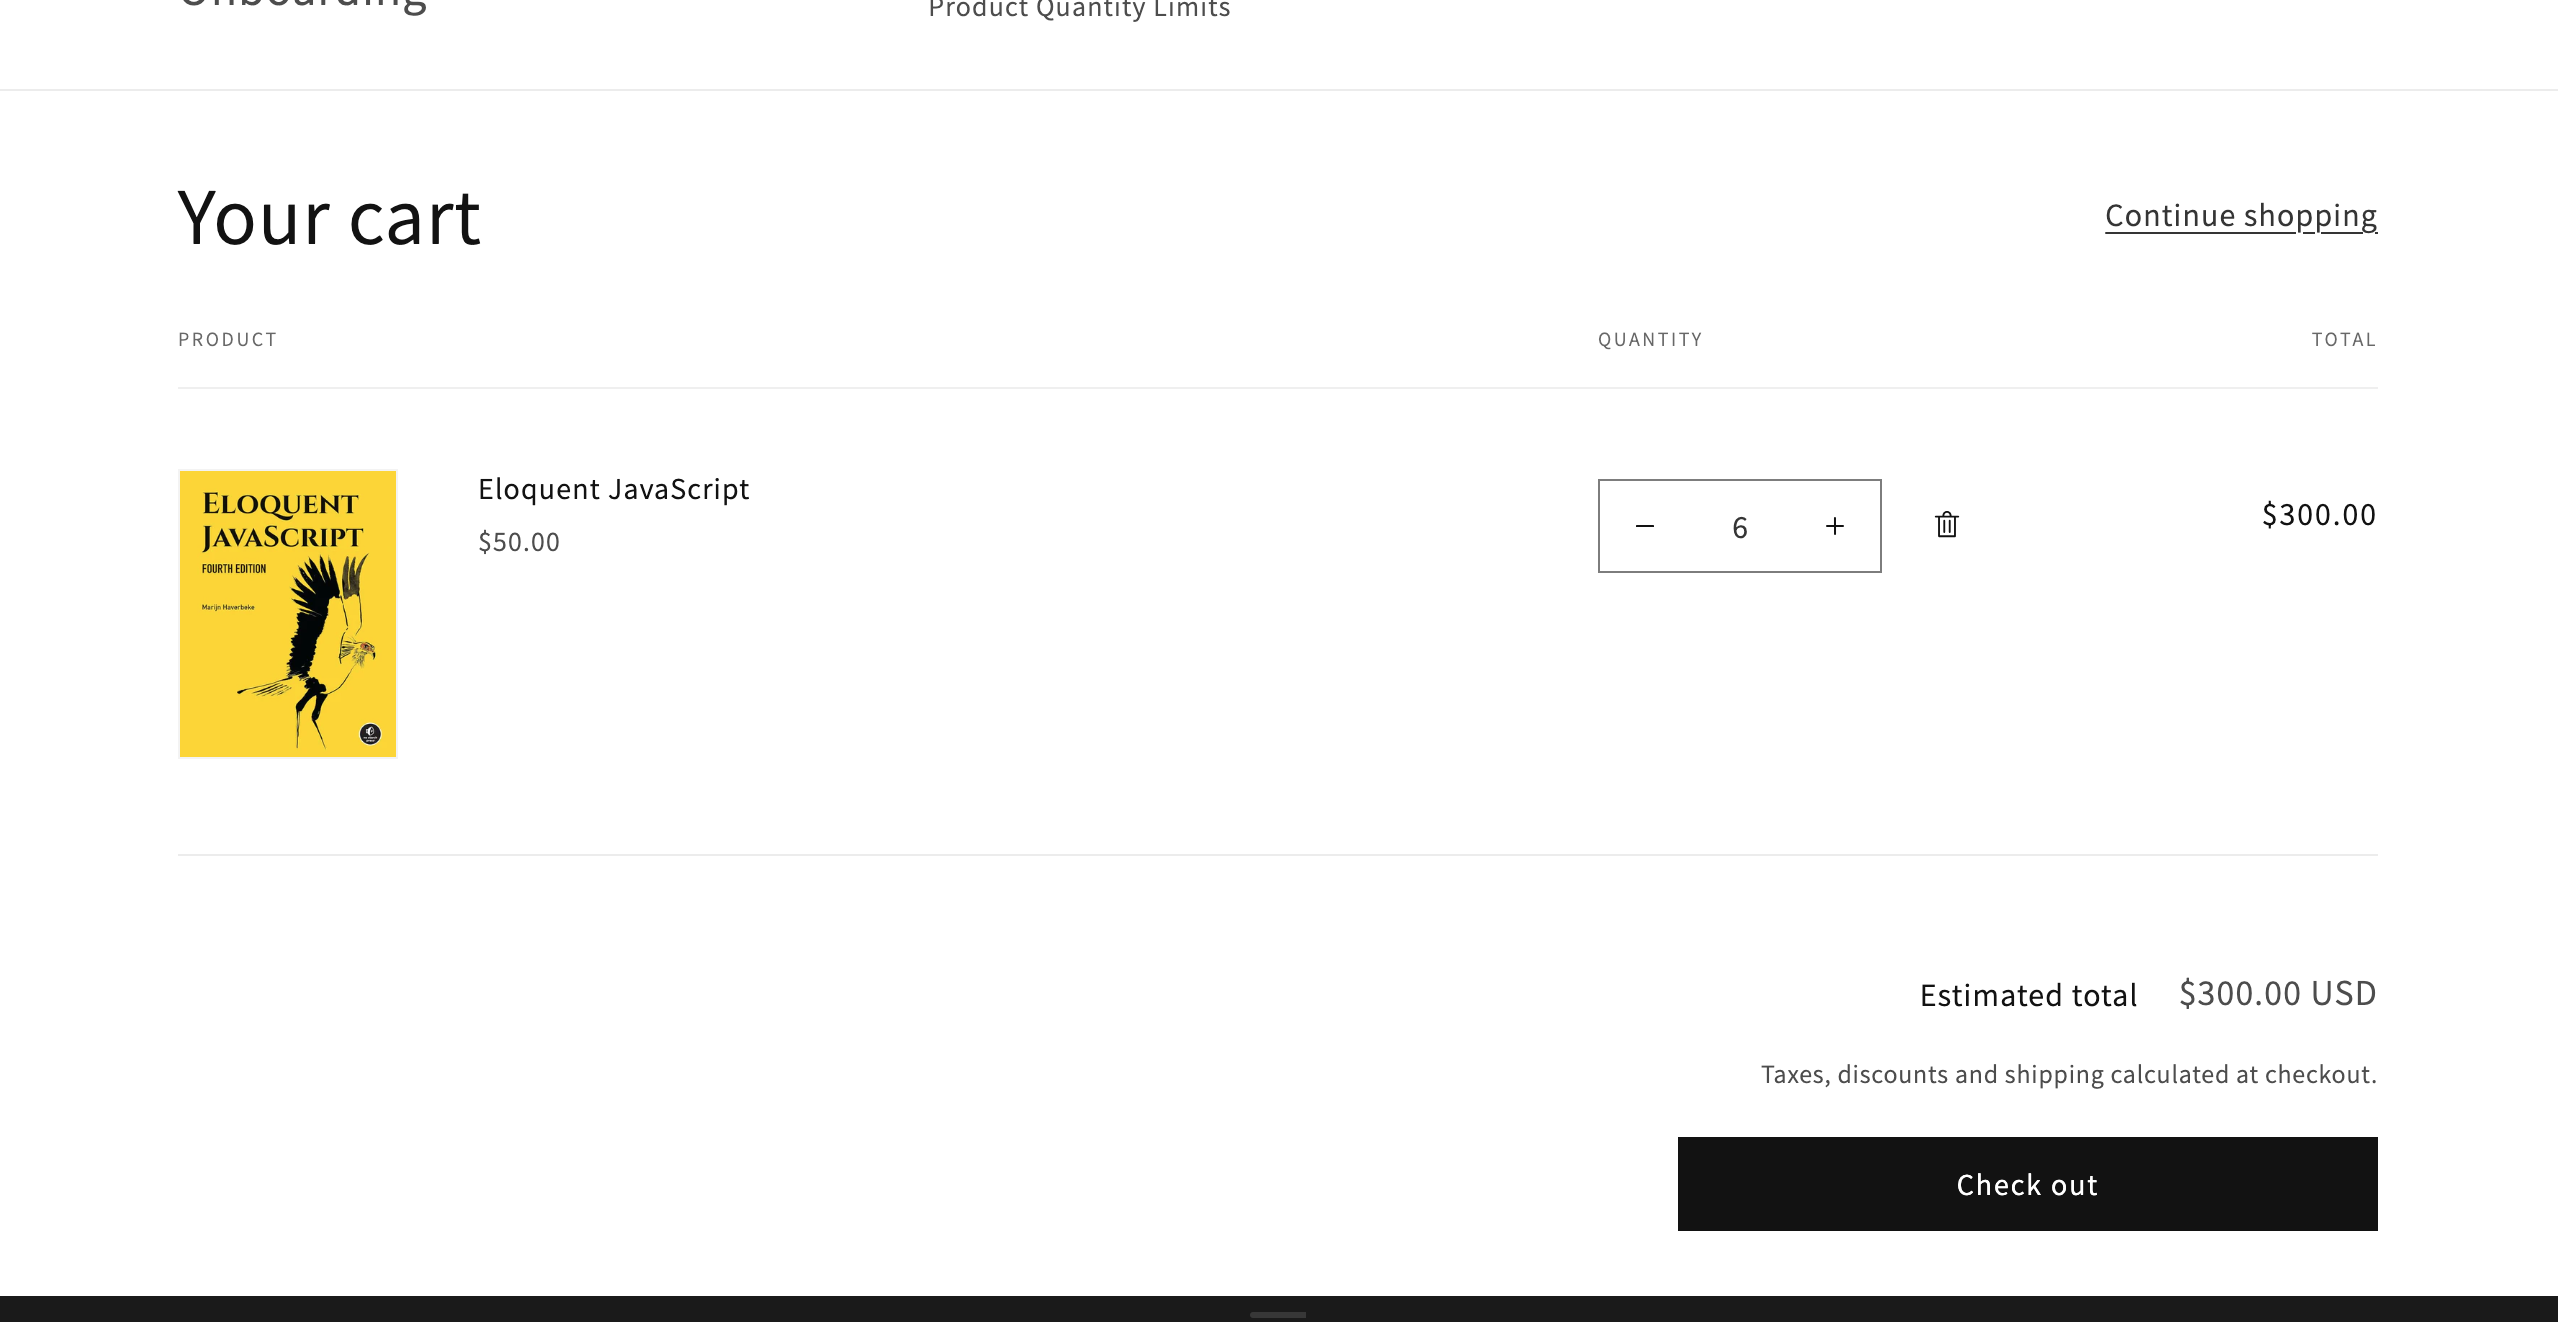 Onboarding
Product Quantity Limits
Your cart
Continue shopping
PRODUCT
QUANTITY
TOTAL
ELOQUENT
JAVASCRIPT
FOURTH EDITION
Marijn Haverbeke
Eloquent JavaScript
$50.00
6
$300.00
Estimated total
$300.00 USD
Taxes, discounts and shipping calculated at checkout.
Check out